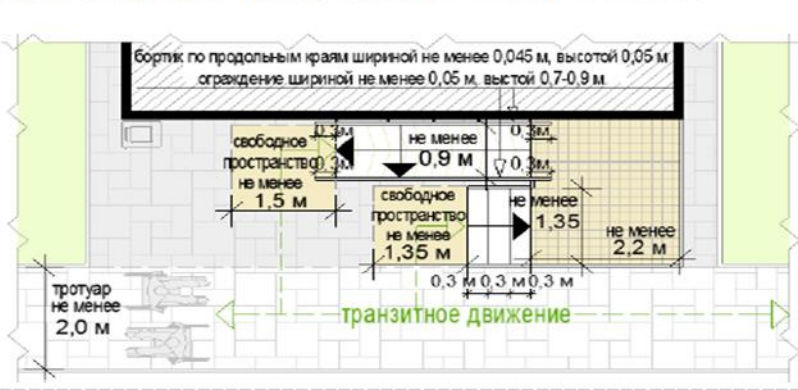 бортик по продольным краям шириной не менее 0,045 м, высотой 0,05 м
ограждение шириной не менее 0,05 м, выстой 0,7-0,9 м
свободное
пространство
не менее
1,5 м
0,3м
0,3м
не менее
0,9 м
0,3м
0,3м
свободное
пространство
не менее
1,35 м
не менее
1,35
не менее
2,2 м
0,3 м 0,3 м 0,3 м
тротуар
не менее
2,0 м
транзитное движение